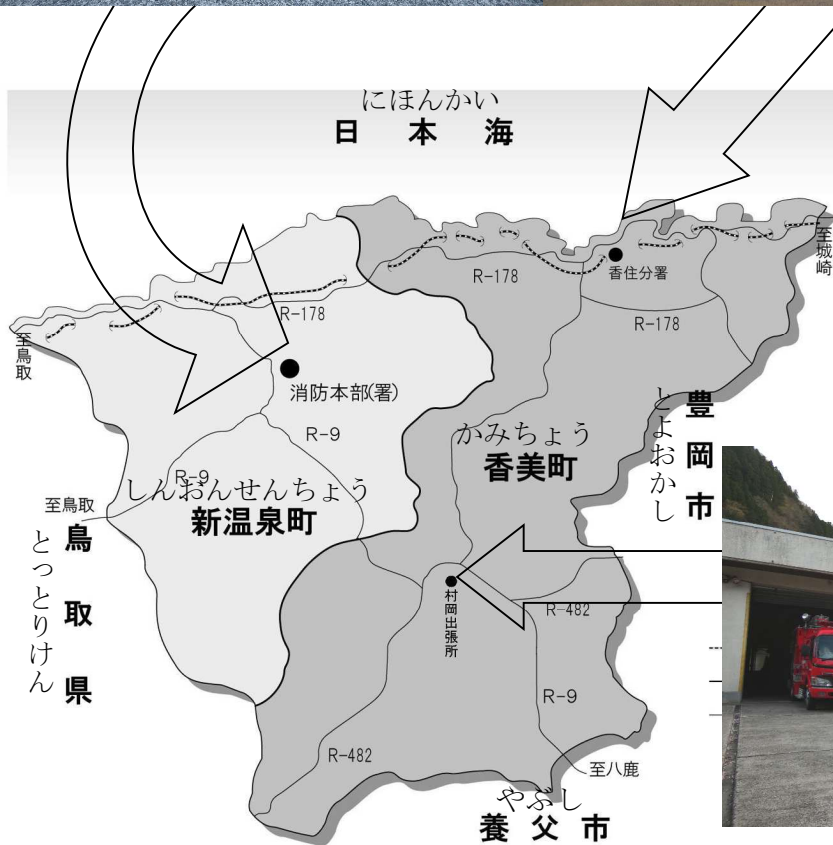 にほんかい
日本海
至城崎
香住分署
R-178
R-178
R-178
至鳥取
消防本部(署)
R-9
かみちょう
香美町
とよおかし
豊岡市
R-9
しんおんせんちょう
新温泉町
至鳥取
とっとりけん
鳥取県
村岡出張所
R-482
R-9
R-482
至八鹿
やぶし
養父市